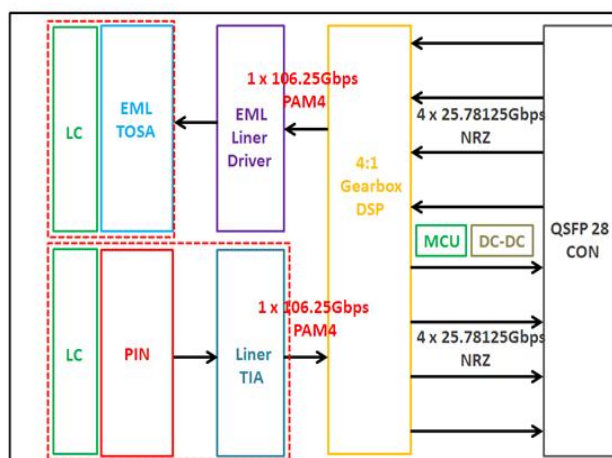 LC
EML
TOSA
EML
Liner
Driver
1 x 106.25Gbps
PAM4
4:1
Gearbox
DSP
4 x 25.78125Gbps
NRZ
MCU
DC-DC
QSFP 28
CON
LC
PIN
Liner
TIA
1 x 106.25Gbps
PAM4
4 x 25.78125Gbps
NRZ